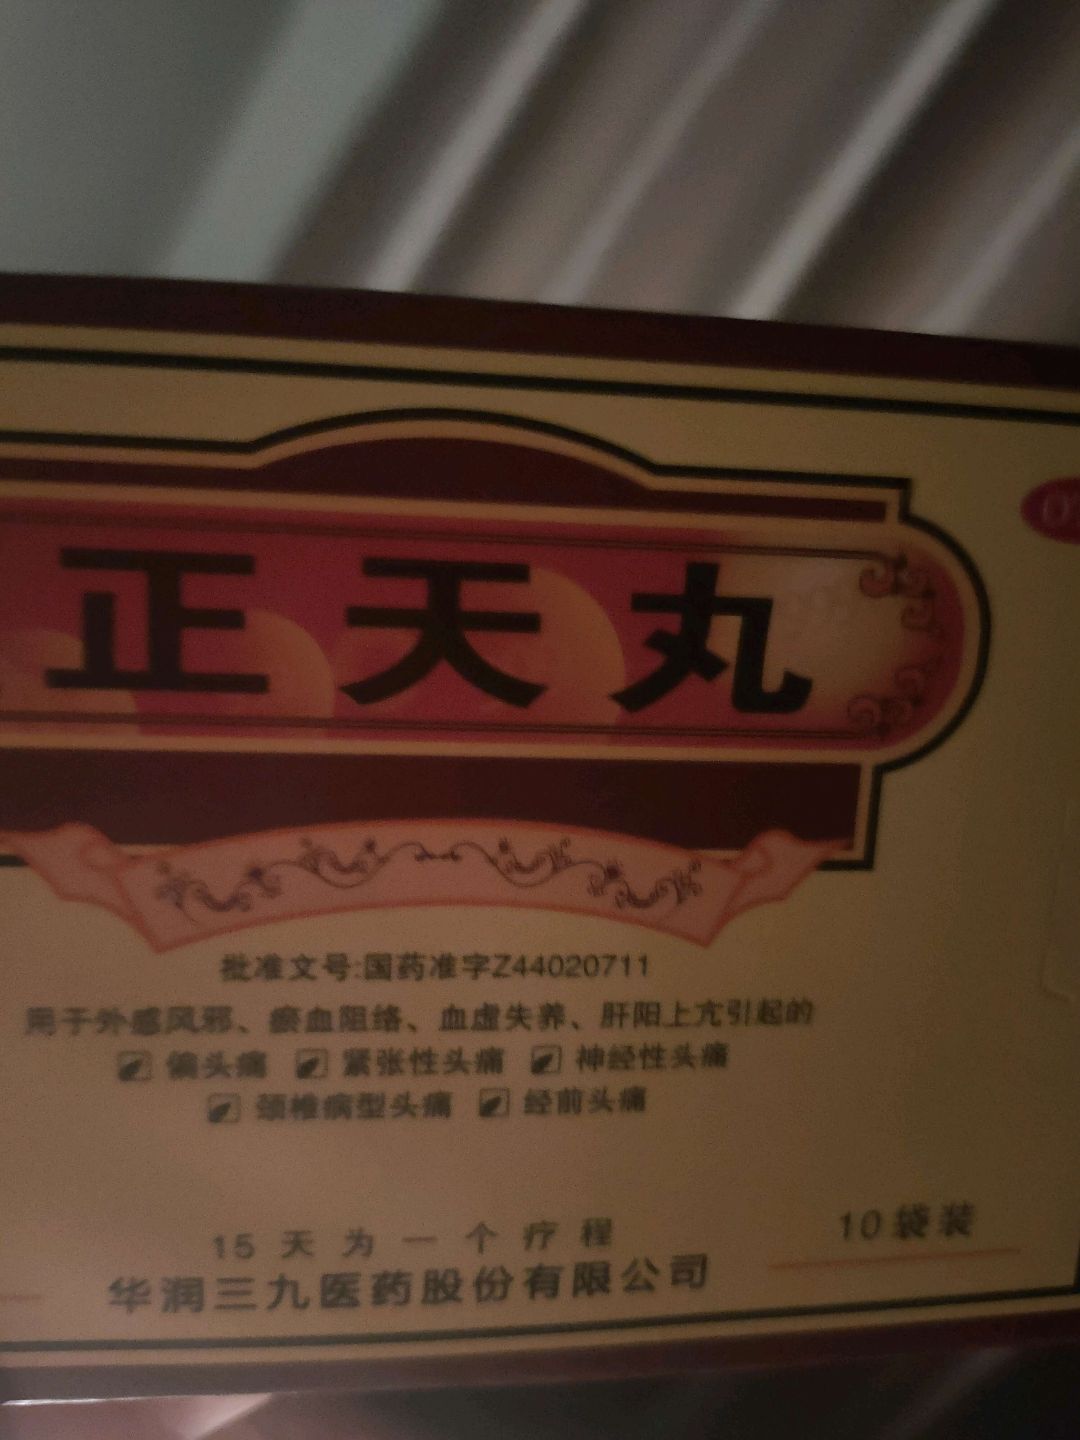 正天丸
批准文号:国药准字Z44020711
用于外感风邪、瘀血阻络、血虚失养、肝阳上亢引起的
偏头痛 紧张性头痛 神经性头痛
颈椎病型头痛 经前头痛
15天为一个疗程
10袋装
华润三九医药股份有限公司